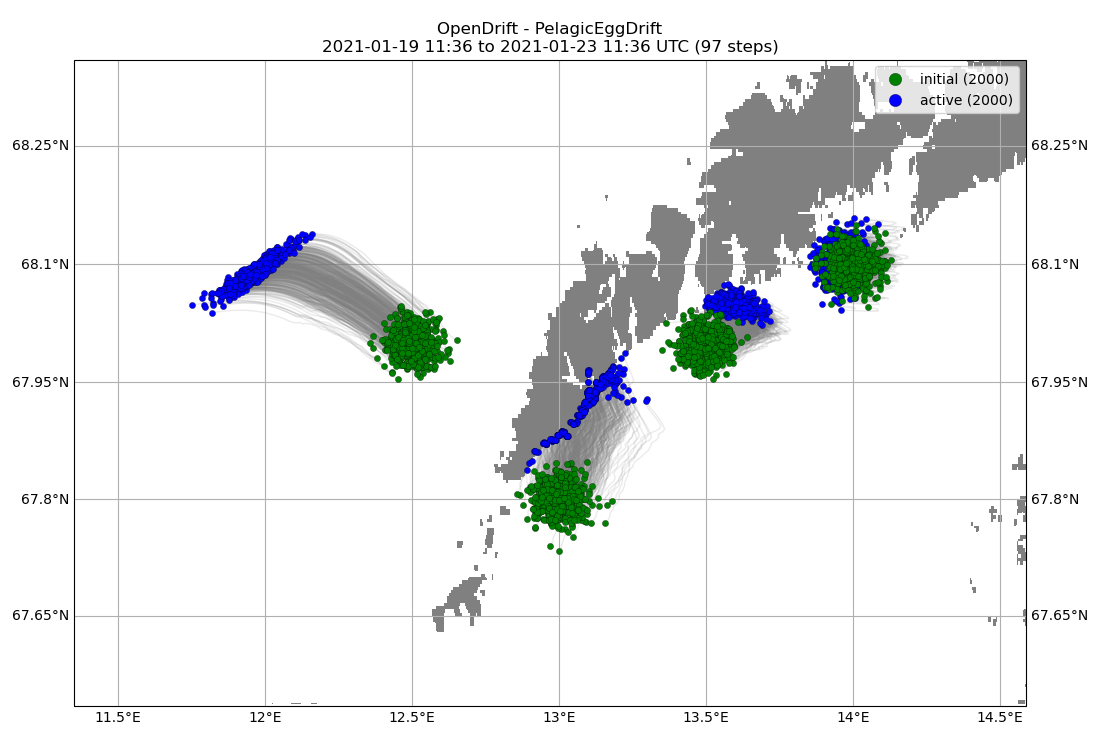 OpenDrift - PelagicEggDrift
2021-01-19 11:36 to 2021-01-23 11:36 UTC (97 steps)
initial (2000)
active (2000)
68.25°N
68.25°N
68.1°N
68.1°N
67.95°N
67.95°N
67.8°N
67.8°N
67.65°N
67.65°N
11.5°E
12°E
12.5°E
13°E
13.5°E
14°E
14.5°E